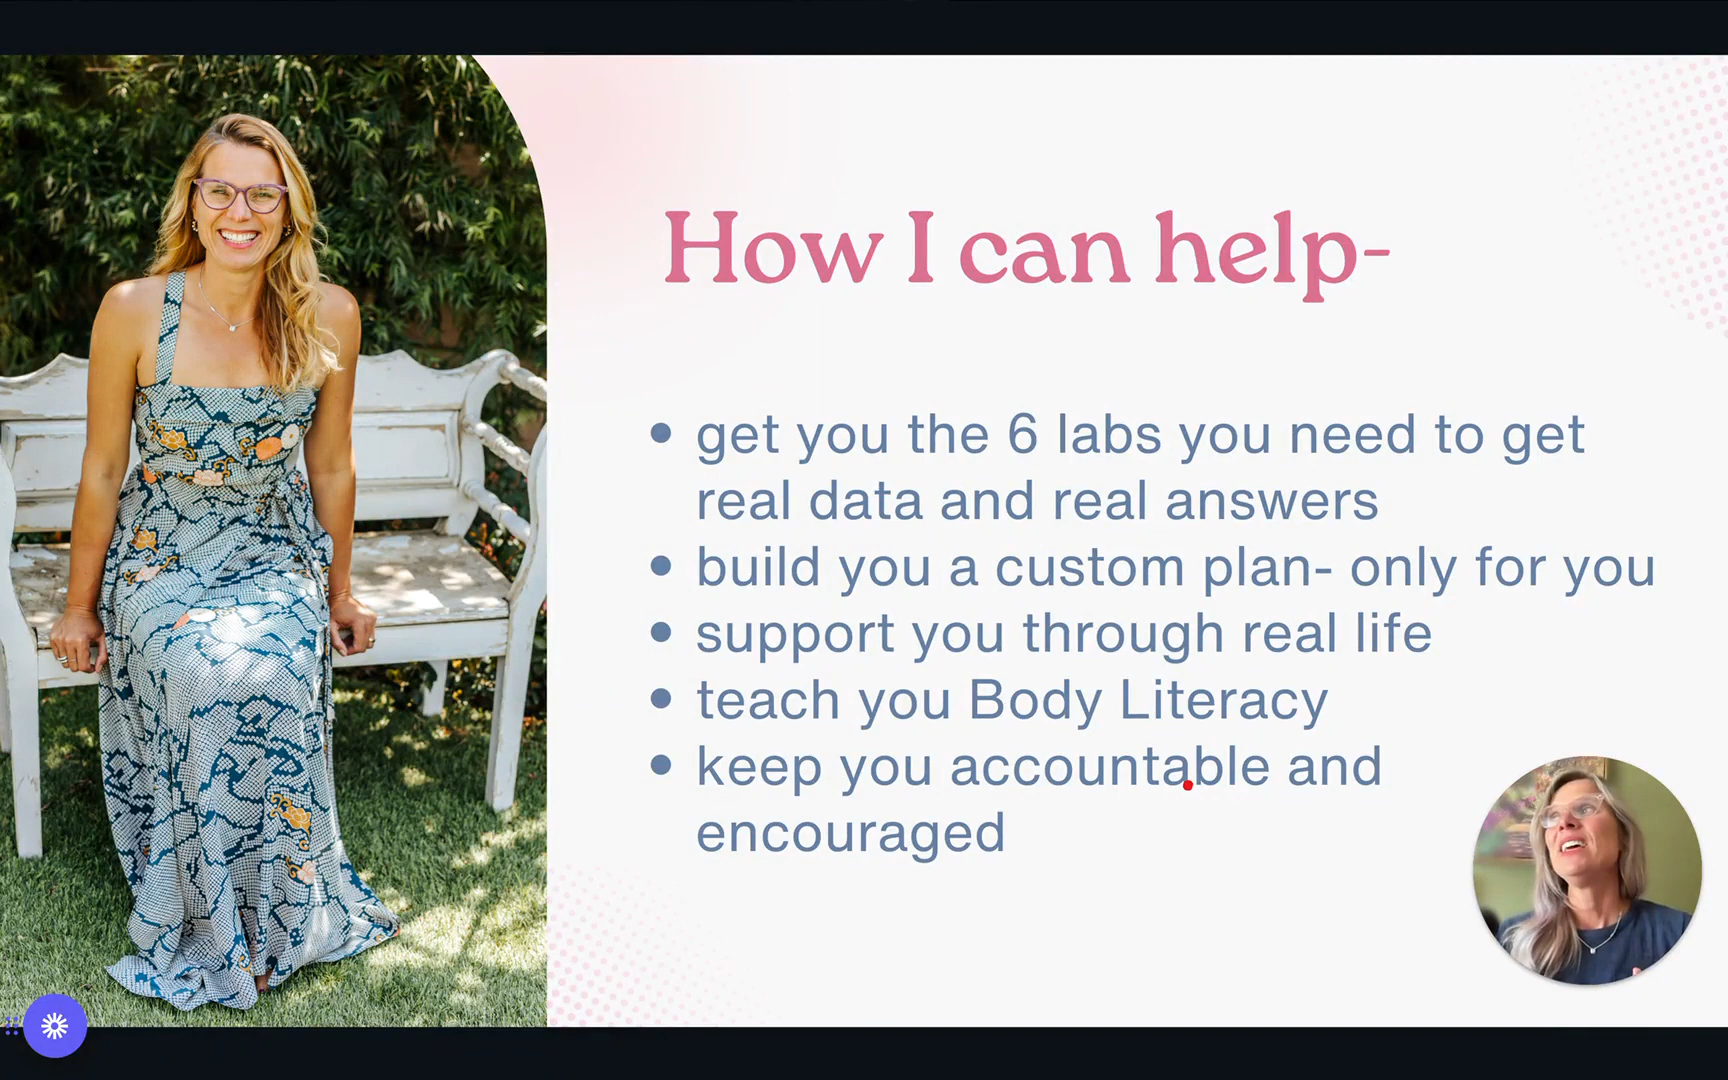 How I can help-
• get you the 6 labs you need to get
real data and real answers
• build you a custom plan- only for you
• support you through real life
• teach you Body Literacy
• keep you accountable and
encouraged